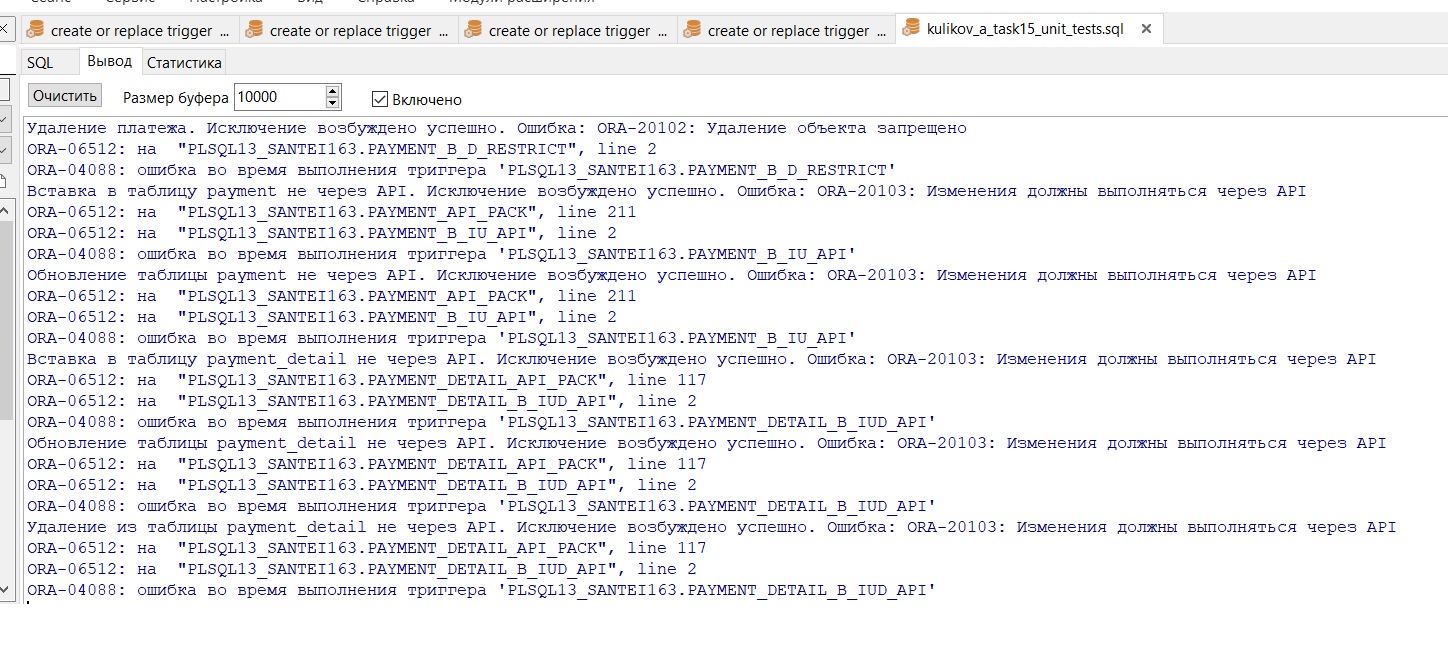 create or replace trigger ... create or replace trigger ... create or replace trigger ... create or replace trigger ... kulikov_a_task15_unit_tests.sql
SQL Вывод Статистика
Очистить Размер буфера 10000 Включено
Удаление платежа. Исключение возбуждено успешно. Ошибка: ORA-20102: Удаление объекта запрещено
ORA-06512: на  "PLSQL13_SANTEI163.PAYMENT_B_D_RESTRICT", line 2
ORA-04088: ошибка во время выполнения триггера 'PLSQL13_SANTEI163.PAYMENT_B_D_RESTRICT'
Вставка в таблицу payment не через API. Исключение возбуждено успешно. Ошибка: ORA-20103: Изменения должны выполняться через API
ORA-06512: на  "PLSQL13_SANTEI163.PAYMENT_API_PACK", line 211
ORA-06512: на  "PLSQL13_SANTEI163.PAYMENT_B_IU_API", line 2
ORA-04088: ошибка во время выполнения триггера 'PLSQL13_SANTEI163.PAYMENT_B_IU_API'
Обновление таблицы payment не через API. Исключение возбуждено успешно. Ошибка: ORA-20103: Изменения должны выполняться через API
ORA-06512: на  "PLSQL13_SANTEI163.PAYMENT_API_PACK", line 211
ORA-06512: на  "PLSQL13_SANTEI163.PAYMENT_B_IU_API", line 2
ORA-04088: ошибка во время выполнения триггера 'PLSQL13_SANTEI163.PAYMENT_B_IU_API'
Вставка в таблицу payment_detail не через API. Исключение возбуждено успешно. Ошибка: ORA-20103: Изменения должны выполняться через API
ORA-06512: на  "PLSQL13_SANTEI163.PAYMENT_DETAIL_API_PACK", line 117
ORA-06512: на  "PLSQL13_SANTEI163.PAYMENT_DETAIL_B_IUD_API", line 2
ORA-04088: ошибка во время выполнения триггера 'PLSQL13_SANTEI163.PAYMENT_DETAIL_B_IUD_API'
Обновление таблицы payment_detail не через API. Исключение возбуждено успешно. Ошибка: ORA-20103: Изменения должны выполняться через API
ORA-06512: на  "PLSQL13_SANTEI163.PAYMENT_DETAIL_API_PACK", line 117
ORA-06512: на  "PLSQL13_SANTEI163.PAYMENT_DETAIL_B_IUD_API", line 2
ORA-04088: ошибка во время выполнения триггера 'PLSQL13_SANTEI163.PAYMENT_DETAIL_B_IUD_API'
Удаление из таблицы payment_detail не через API. Исключение возбуждено успешно. Ошибка: ORA-20103: Изменения должны выполняться через API
ORA-06512: на  "PLSQL13_SANTEI163.PAYMENT_DETAIL_API_PACK", line 117
ORA-06512: на  "PLSQL13_SANTEI163.PAYMENT_DETAIL_B_IUD_API", line 2
ORA-04088: ошибка во время выполнения триггера 'PLSQL13_SANTEI163.PAYMENT_DETAIL_B_IUD_API'